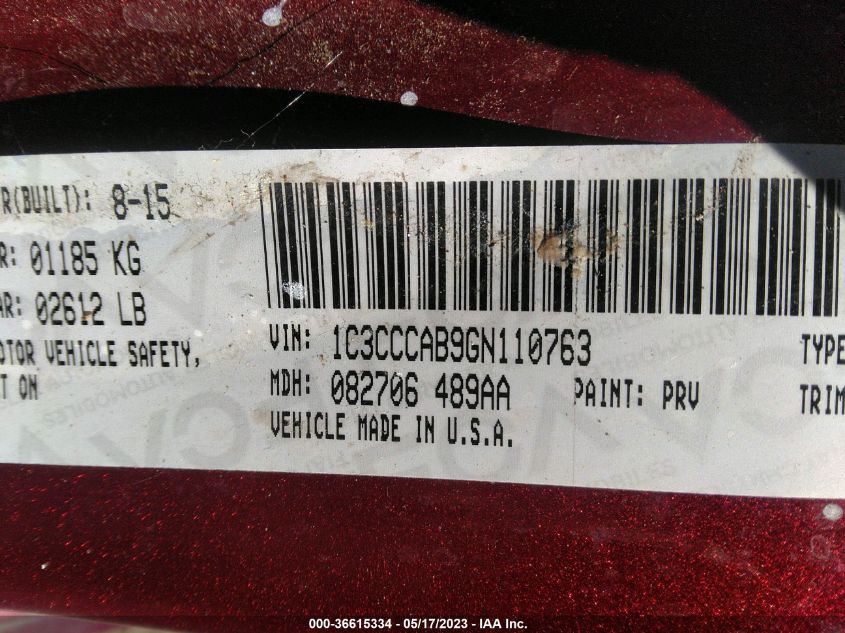 R(BUILT): 8-15
R: 01185 KG
AR: 02612 LB
OTOR VEHICLE SAFETY,
T ON
VIN: 1C3CCCAB9GN110763
MDH: 082706 489AA PAINT: PRV
VEHICLE MADE IN U.S.A.
TYPE
TRIM
000-36615334 - 05/17/2023 - IAA Inc.